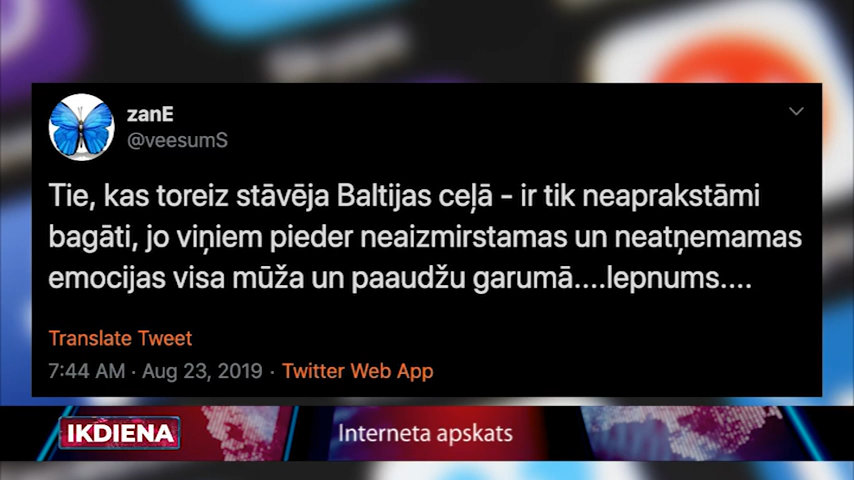 zanE
@veesumS
Tie, kas toreiz stāvēja Baltijas ceļā - ir tik neaprakstāmi
bagāti, jo viņiem pieder neaizmirstamas un neatņemamas
emocijas visa mūža un paaudžu garumā....lepnums....
Translate Tweet
7:44 AM · Aug 23, 2019 · Twitter Web App
IKDIENA
Interneta apskats